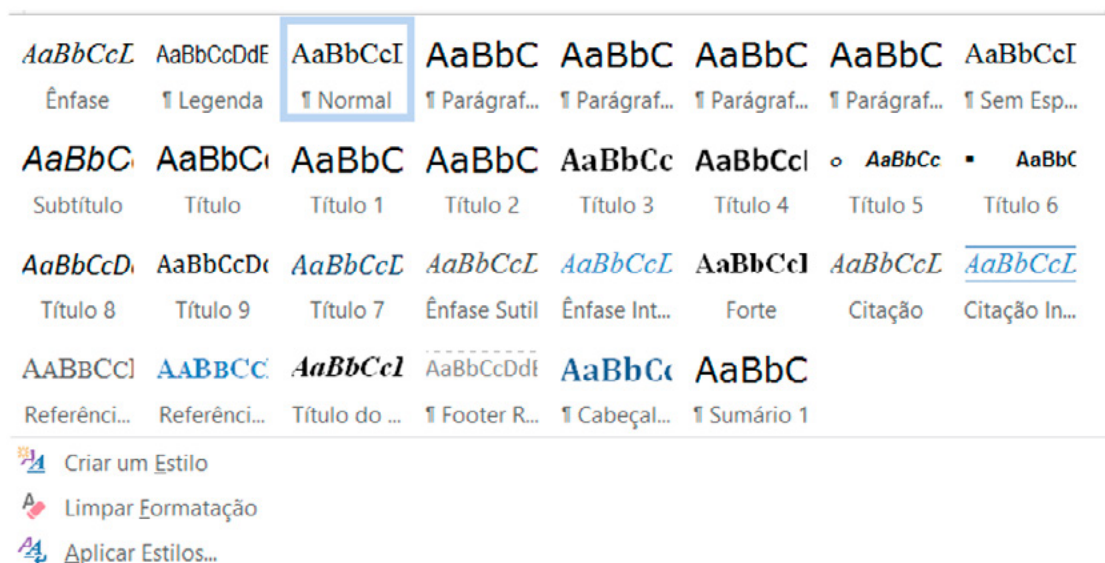 AaBbCcL AaBbCcDdE AaBbCcI AaBbC AaBbC AaBbC AaBbC AaBbCcI
Ênfase ¶ Legenda ¶ Normal ¶ Parágraf... ¶ Parágraf... ¶ Parágraf... ¶ Parágraf... ¶ Sem Esp...
AaBbC AaBbC AaBbC AaBbC AaBbCc AaBbCcl AaBbCc AaBbC
Subtítulo Título Título 1 Título 2 Título 3 Título 4 Título 5 Título 6
AaBbCcD AaBbCcD AaBbCcL AaBbCcL AaBbCcL AaBbCcl AaBbCcL AaBbCcL
Título 8 Título 9 Título 7 Ênfase Sutil Ênfase Int... Forte Citação Citação In...
AABBCCI AABBCC AaBbCcI AaBbCcDdE AaBbCc AaBbC
Referênci... Referênci... Título do ... ¶ Footer R... ¶ Cabeçal... ¶ Sumário 1
Criar um Estilo
Limpar Formatação
Aplicar Estilos...